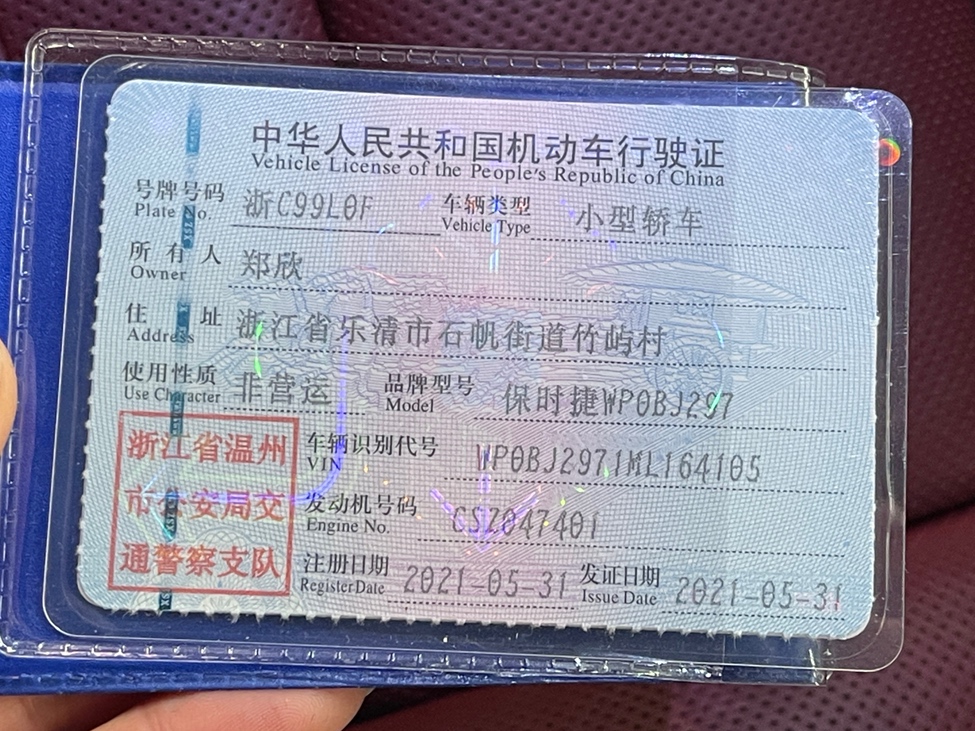 中华人民共和国机动车行驶证
Vehicle License of the People's Republic of China
号牌号码 浙C99L0F 车辆类型 小型轿车
Plate No. Vehicle Type
所有人 郑欣
Owner
住址 浙江省乐清市石帆街道竹屿村
Address
使用性质 非营运 品牌型号 保时捷WP0BJ297
Use Character Model
浙江省温州
市公安局交
通警察支队
车辆识别代号 WP0BJ2971ML164105
VIN
发动机号码 CSZ047401
Engine No.
注册日期 2021-05-31 发证日期 2021-05-31
Register Date Issue Date